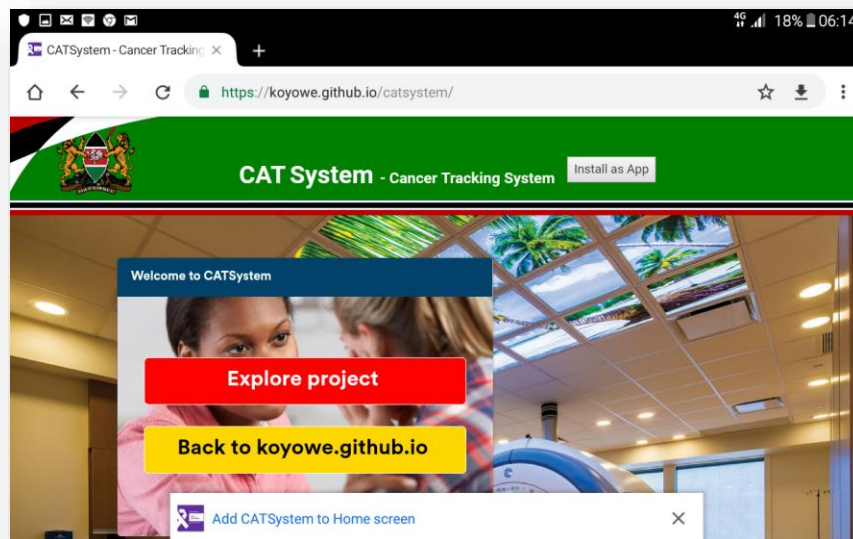 4G 18% 06:14
CATSystem - Cancer Tracking
https://koyowe.github.io/catsystem/
CAT System - Cancer Tracking System Install as App
Welcome to CATSystem
Explore project
Back to koyowe.github.io
Add CATSystem to Home screen